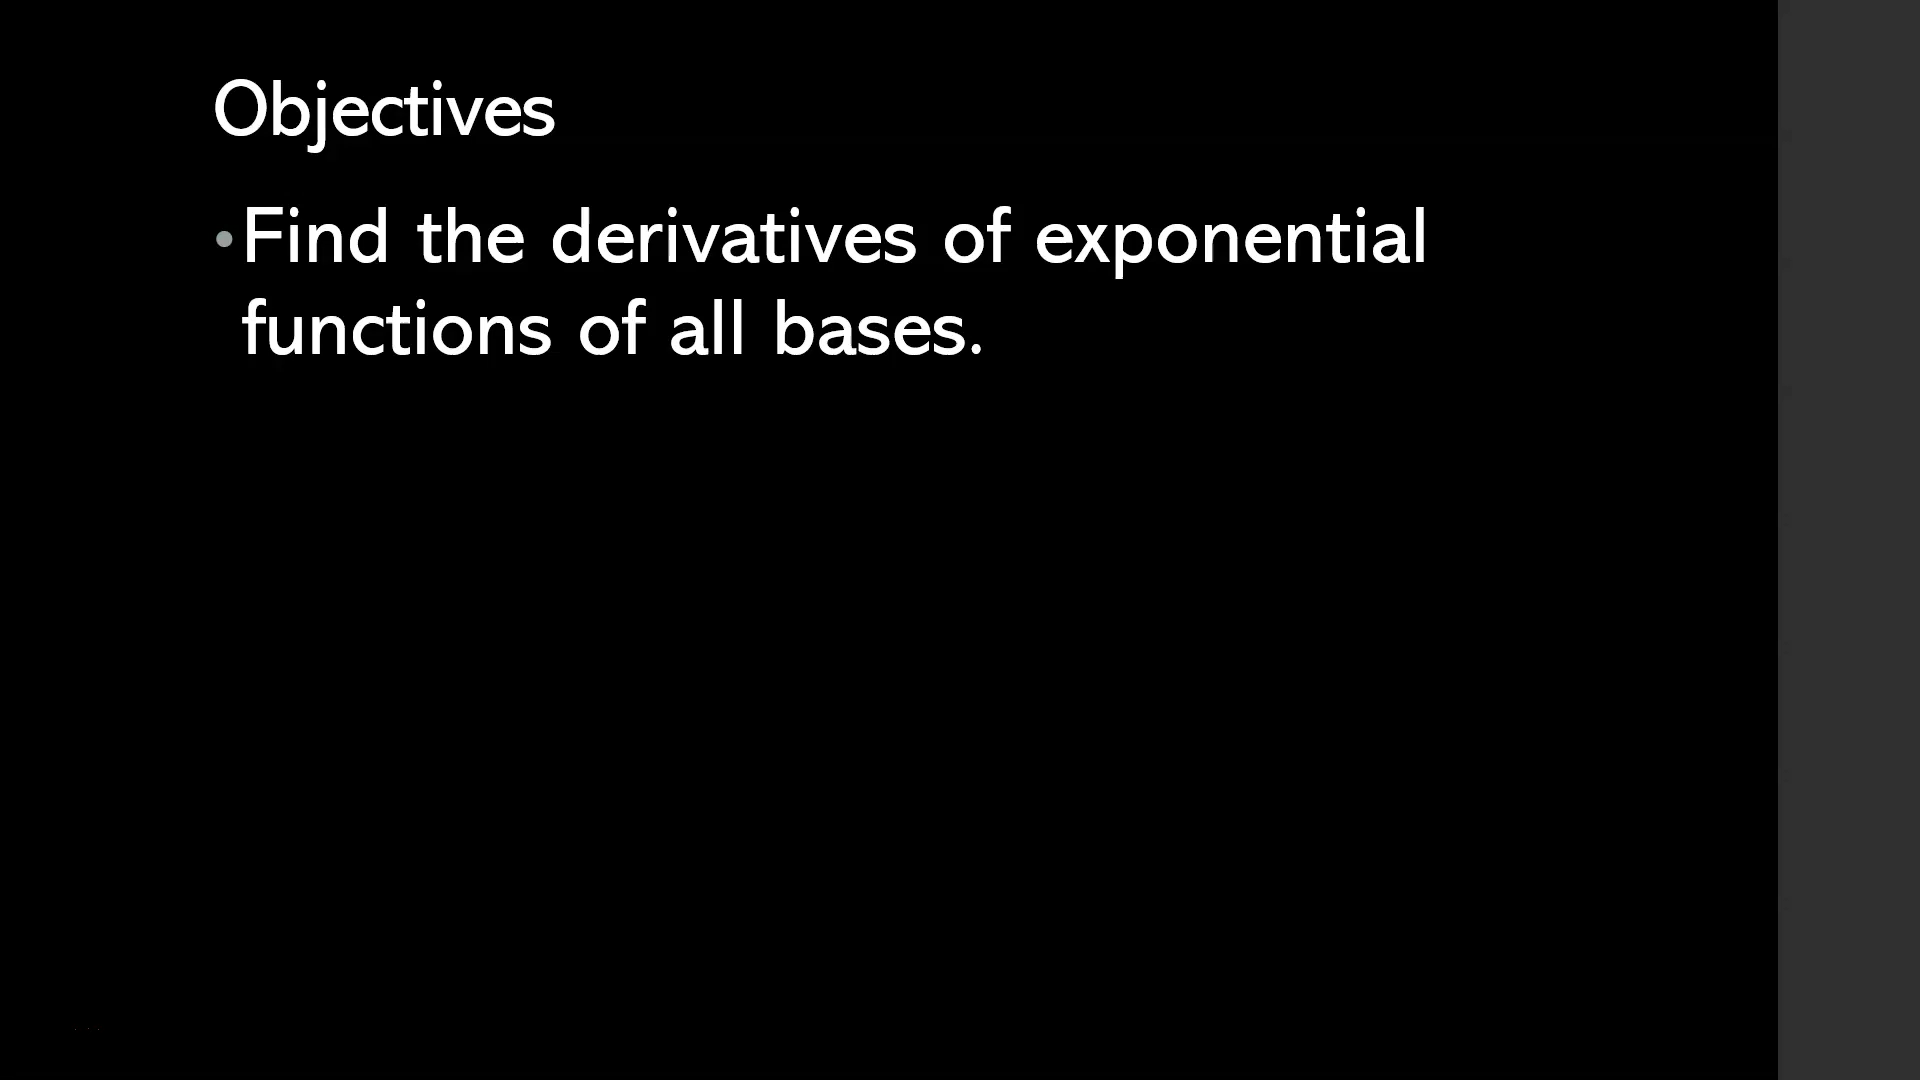 Objectives
•Find the derivatives of exponential
functions of all bases.